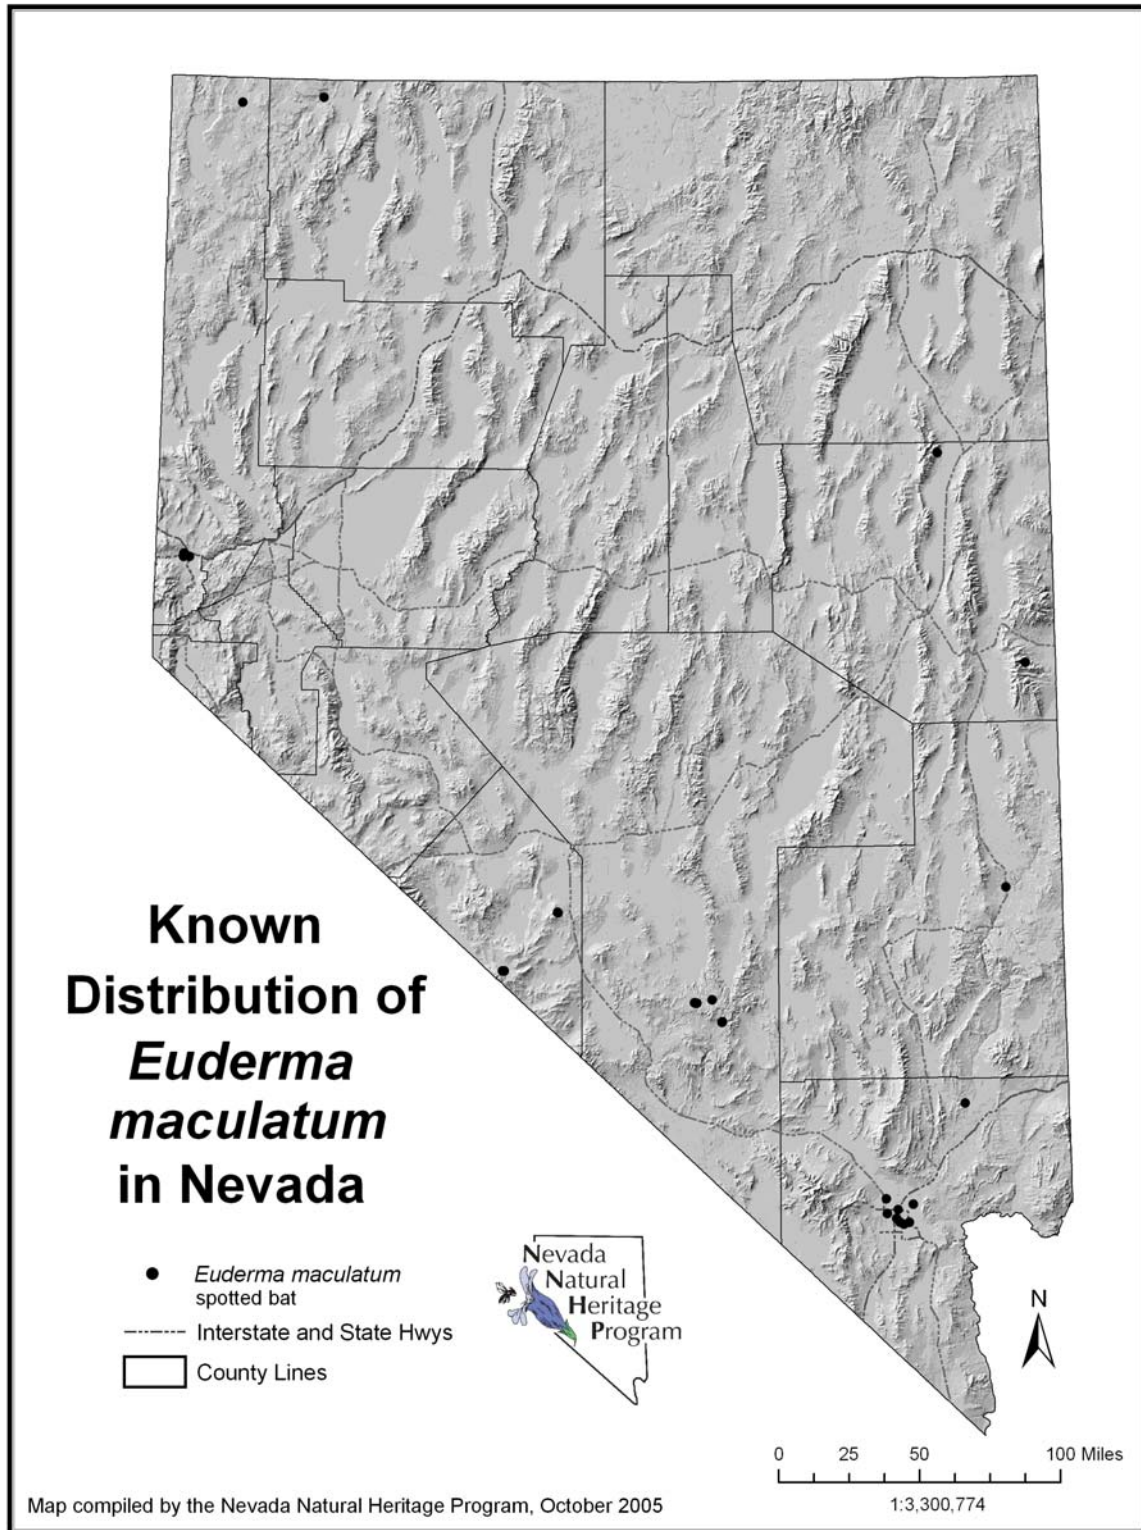 Known
Distribution of
Euderma
maculatum
in Nevada
Euderma maculatum
spotted bat
Interstate and State Hwys
County Lines
Nevada
Natural
Heritage
Program
N
0 25 50 100 Miles
1:3,300,774
Map compiled by the Nevada Natural Heritage Program, October 2005